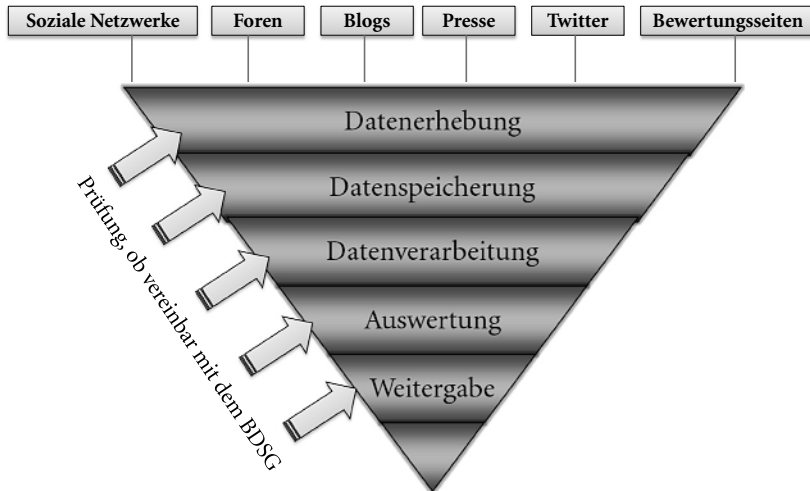 Soziale Netzwerke
Foren
Blogs
Presse
Twitter
Bewertungsseiten
Datenerhebung
Datenspeicherung
Datenverarbeitung
Auswertung
Weitergabe
Prüfung, ob vereinbar mit dem BDSG